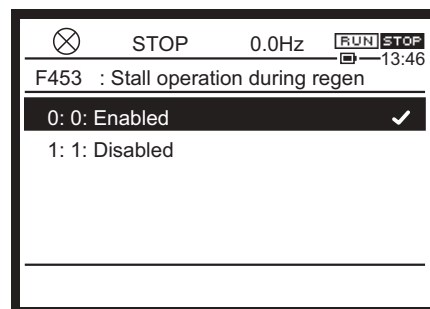 STOP 0.0Hz RUN STOP
13:46
F453 : Stall operation during regen
0: 0: Enabled
1: 1: Disabled